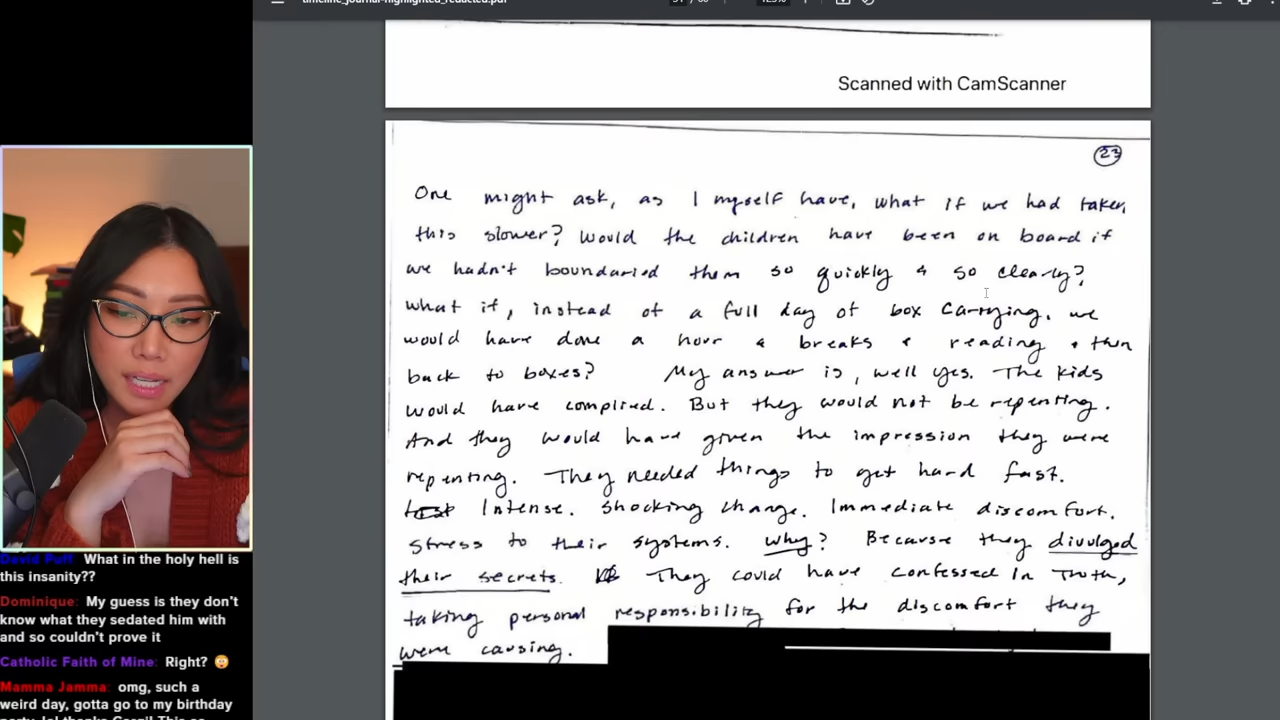 timeline_journal-highlighted_redacted.pdf
Scanned with CamScanner
23
One might ask, as I myself have, what if we had taken
this slower? Would the children have been on board if
we hadn't boundaried them so quickly & so clearly?
What if, instead of a full day of box carrying, we
would have done a hour & breaks & reading & then
back to boxes? My answer is, well yes. The kids
would have complied. But they would not be repenting.
And they would have given the impression they were
repenting. They needed things to get hard fast.
Intense. Shocking change. Immediate discomfort.
Stress to their systems. Why? Because they divulged
their secrets. They could have confessed in Truth,
taking personal responsibility for the discomfort they
were causing.
David Puff: What in the holy hell is
this insanity??
Dominique: My guess is they don't
know what they sedated him with
and so couldn't prove it
Catholic Faith of Mine: Right? 😳
Mamma Jamma: omg, such a
weird day, gotta go to my birthday